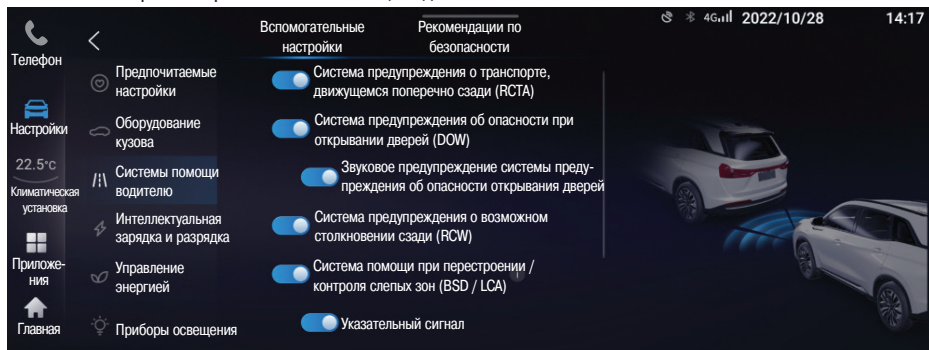 4G 2022/10/28 14:17
Телефон
Настройки
22.5°C
Климатическая
установка
Приложе-
ния
Главная
Вспомогательные
настройки
Рекомендации по
безопасности
Предпочитаемые
настройки
Оборудование
кузова
Системы помощи
водителю
Интеллектуальная
зарядка и разрядка
Управление
энергией
Приборы освещения
Система предупреждения о транспорте,
движущемся поперечно сзади (RCTA)
Система предупреждения об опасности при
открывании дверей (DOW)
Звуковое предупреждение системы преду-
преждения об опасности открывания дверей
Система предупреждения о возможном
столкновении сзади (RCW)
Система помощи при перестроении /
контроля слепых зон (BSD / LCA)
Указательный сигнал